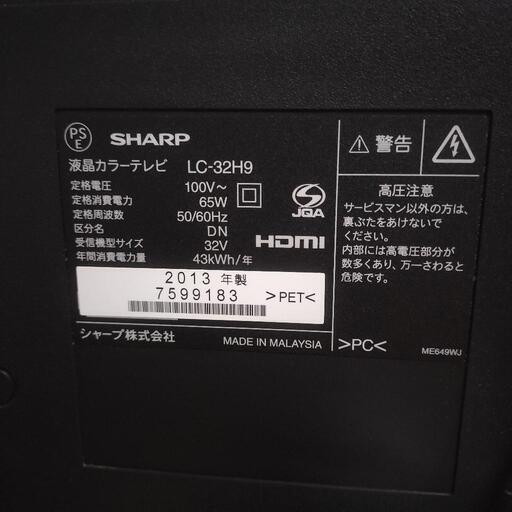 PS
E
SHARP
液晶カラーテレビ LC-32H9
定格電圧 100V~
定格消費電力 65W
定格周波数 50/60Hz
区分名 DN
受信機型サイズ 32V
年間消費電力量 43kWh/年
JQA
HDMI
2013 年製
7599183
>PET<
シャープ株式会社
MADE IN MALAYSIA
警告
高圧注意
サービスマン以外の方は、
裏ぶたをあけないで
ください。
内部には高電圧部分が
数多くあり、万一さわると
危険です。
>PC<
ME649WJ